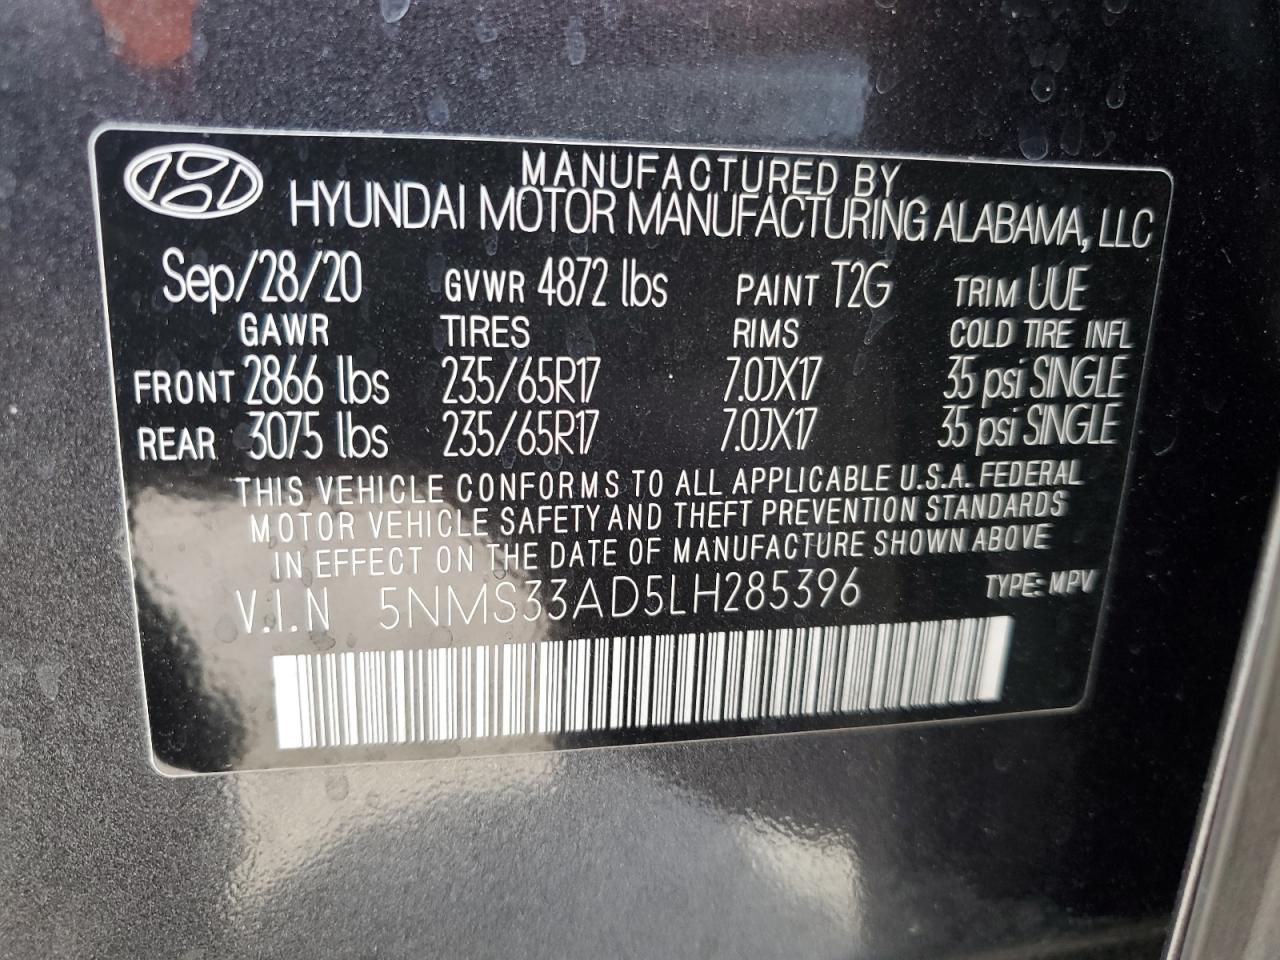 MANUFACTURED BY
HYUNDAI MOTOR MANUFACTURING ALABAMA, LLC
Sep/28/20 GVWR 4872 lbs PAINT T2G TRIM UUE
GAWR TIRES RIMS COLD TIRE INFL
FRONT 2866 lbs 235/65R17 7.0JX17 35 psi SINGLE
REAR 3075 lbs 235/65R17 7.0JX17 35 psi SINGLE
THIS VEHICLE CONFORMS TO ALL APPLICABLE U.S.A. FEDERAL
MOTOR VEHICLE SAFETY AND THEFT PREVENTION STANDARDS
IN EFFECT ON THE DATE OF MANUFACTURE SHOWN ABOVE
V.I.N 5NMS33AD5LH285396 TYPE: MPV